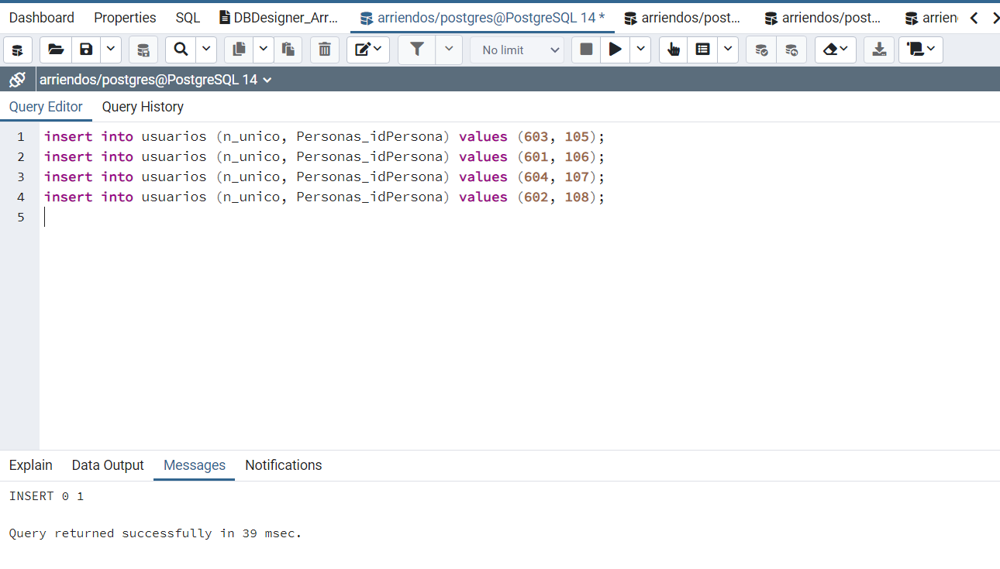 Dashboard Properties SQL DBDesigner_Arr... arriendos/postgres@PostgreSQL 14 * arriendos/post... arriendos/post... arrien
No limit
arriendos/postgres@PostgreSQL 14
Query Editor Query History
1 insert into usuarios (n_unico, Personas_idPersona) values (603, 105);
2 insert into usuarios (n_unico, Personas_idPersona) values (601, 106);
3 insert into usuarios (n_unico, Personas_idPersona) values (604, 107);
4 insert into usuarios (n_unico, Personas_idPersona) values (602, 108);
5
Explain Data Output Messages Notifications
INSERT 0 1
Query returned successfully in 39 msec.